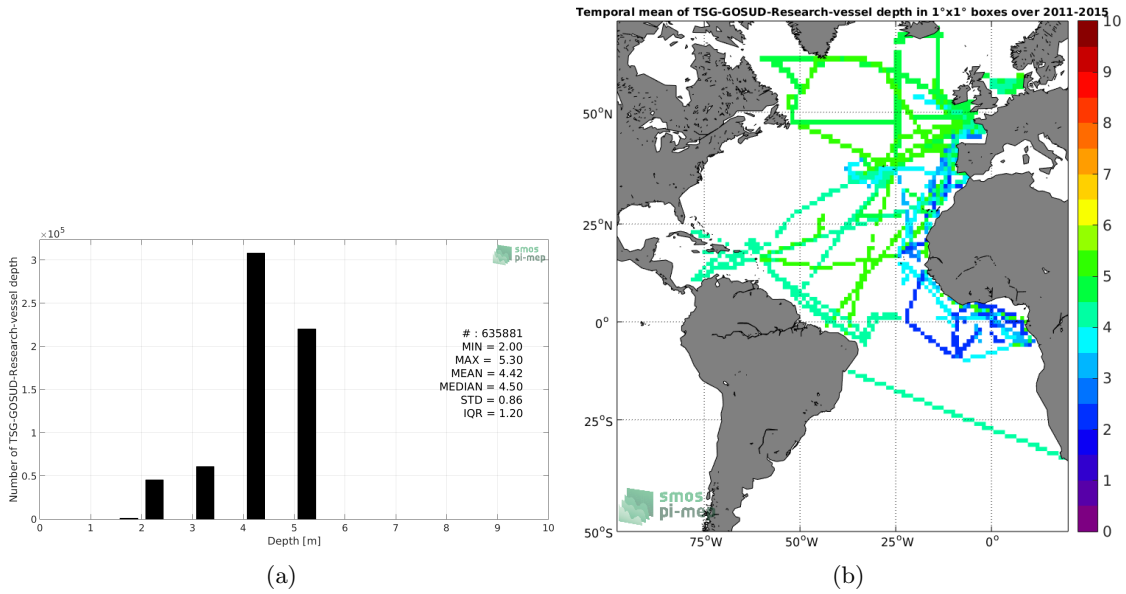 Temporal mean of TSG-GOSUD-Research-vessel depth in 1°x1° boxes over 2011-2015
×10⁵
Number of TSG-GOSUD-Research-vessel depth
3
2.5
2
1.5
1
0.5
0
smos
pi-mep
# : 635881
MIN = 2.00
MAX = 5.30
MEAN = 4.42
MEDIAN = 4.50
STD = 0.86
IQR = 1.20
0 1 2 3 4 5 6 7 8 9 10
Depth [m]
(a)
50°N
25°N
0°
25°S
50°S
75°W 50°W 25°W 0°
smos
pi-mep
10
9
8
7
6
5
4
3
2
1
0
(b)